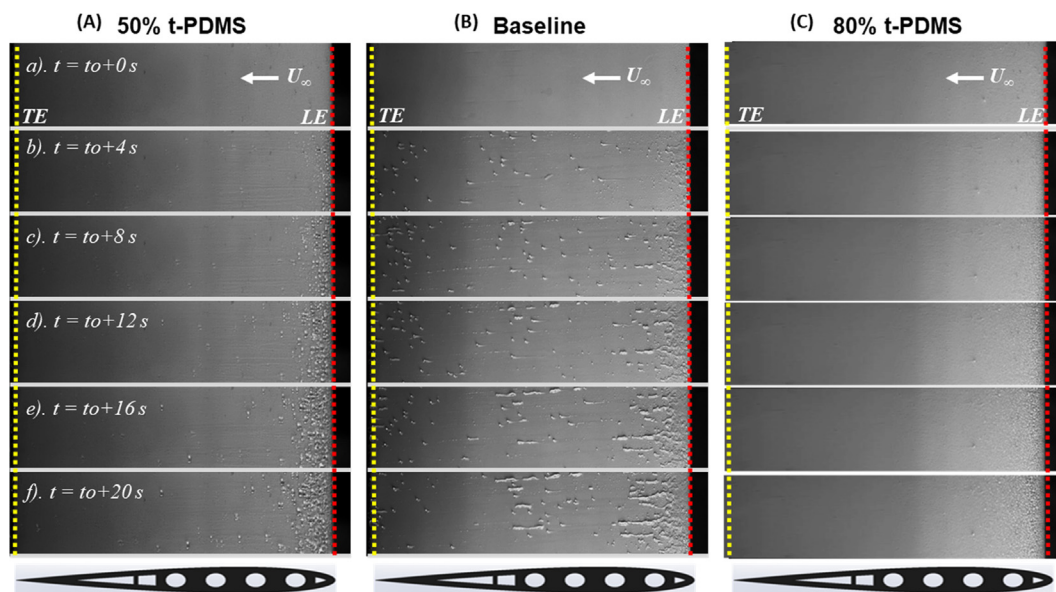 (A) 50% t-PDMS
(B) Baseline
(C) 80% t-PDMS
a). t = to+0 s
U∞
TE
LE
U∞
TE
LE
U∞
TE
LE
b). t = to+4 s
c). t = to+8 s
d). t = to+12 s
e). t = to+16 s
f). t = to+20 s